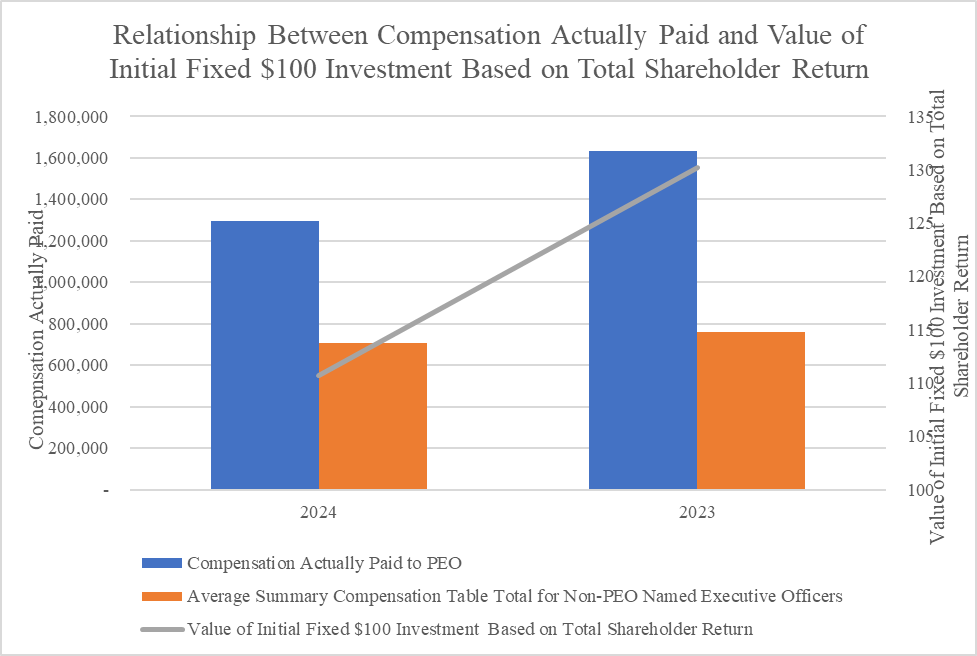 Relationship Between Compensation Actually Paid and Value of
Initial Fixed $100 Investment Based on Total Shareholder Return
Comepnsation Actually Paid
1,800,000
1,600,000
1,400,000
1,200,000
1,000,000
800,000
600,000
400,000
200,000
-
135
130
125
120
115
110
105
100
Value of Initial Fixed $100 Investment Based on Total
Shareholder Return
2024
2023
Compensation Actually Paid to PEO
Average Summary Compensation Table Total for Non-PEO Named Executive Officers
Value of Initial Fixed $100 Investment Based on Total Shareholder Return